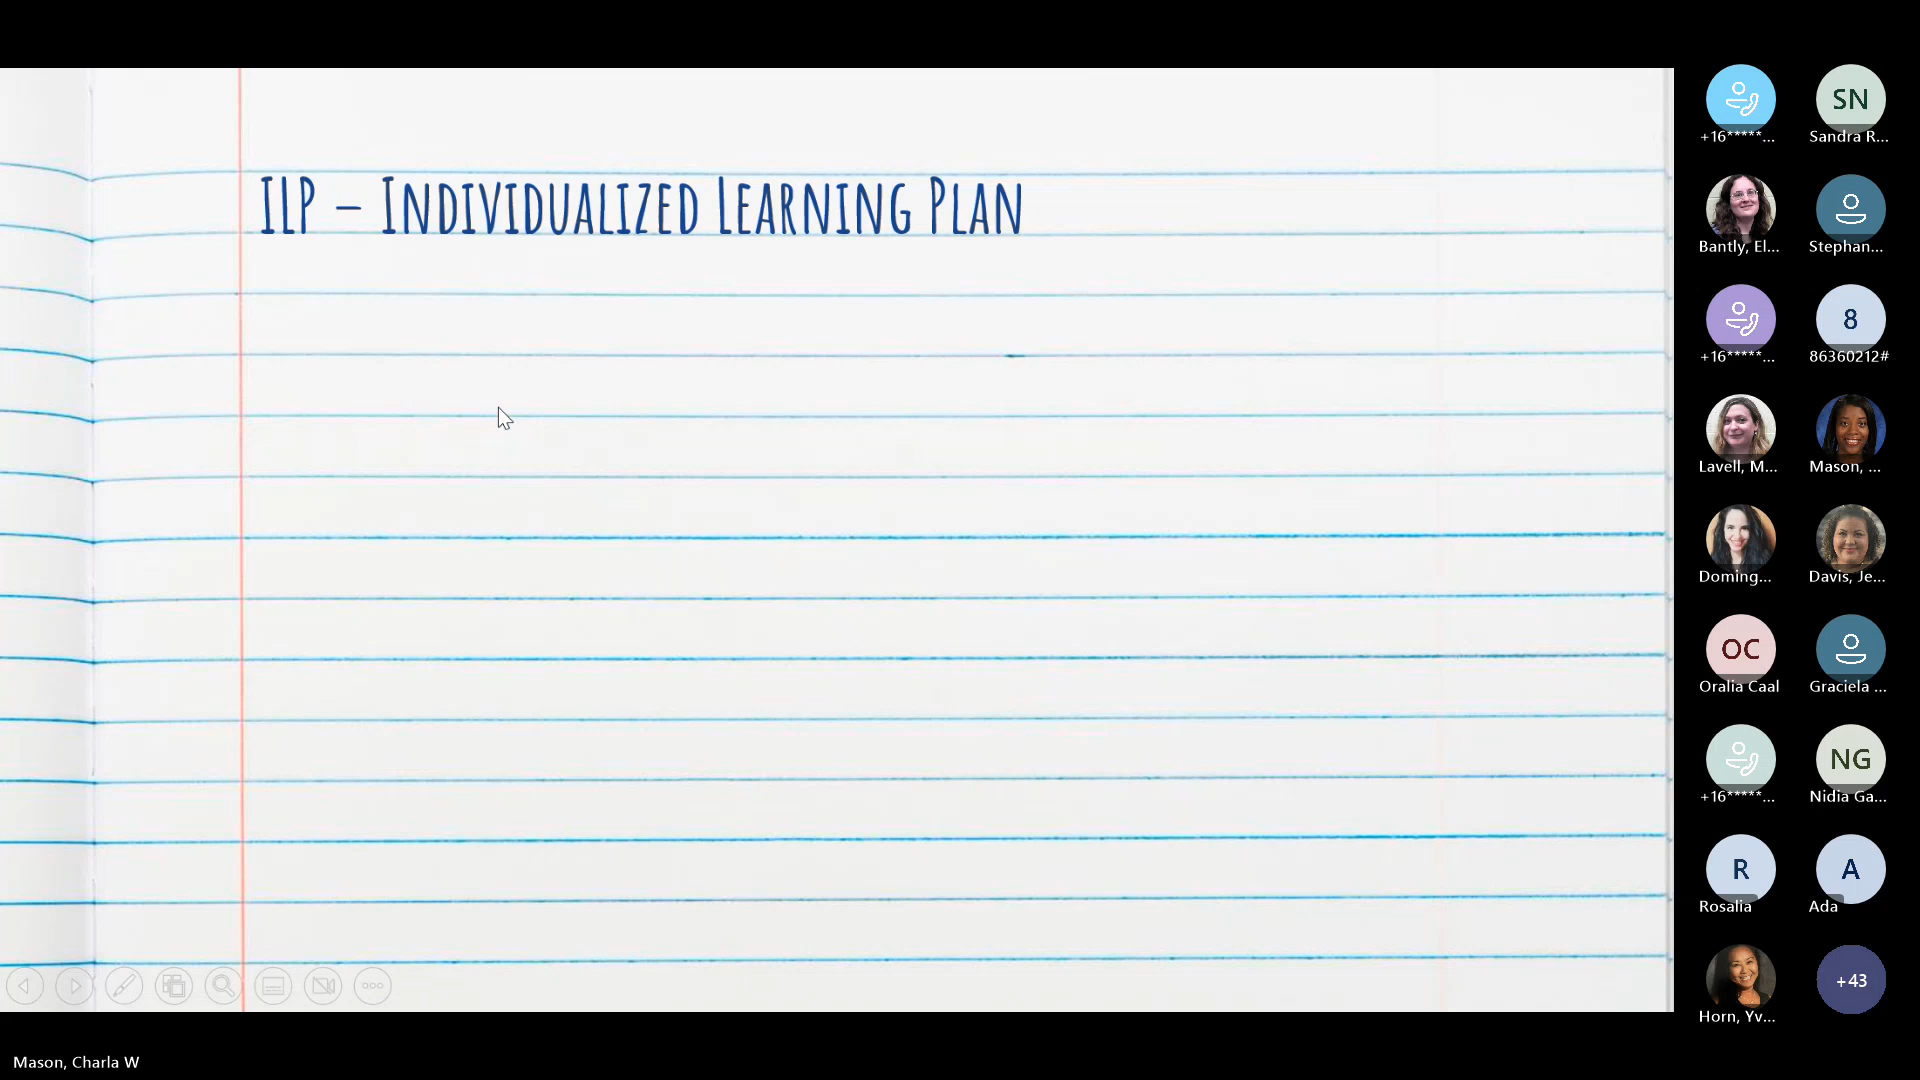 ILP – Individualized Learning Plan
+16*****...
SN
Sandra R...
Bantly, El...
Stephan...
+16*****...
8
86360212#
Lavell, M...
Mason, ...
Doming...
Davis, Je...
OC
Oralia Caal
Graciela ...
+16*****...
NG
Nidia Ga...
R
Rosalia
A
Ada
Horn, Yv...
+43
Mason, Charla W